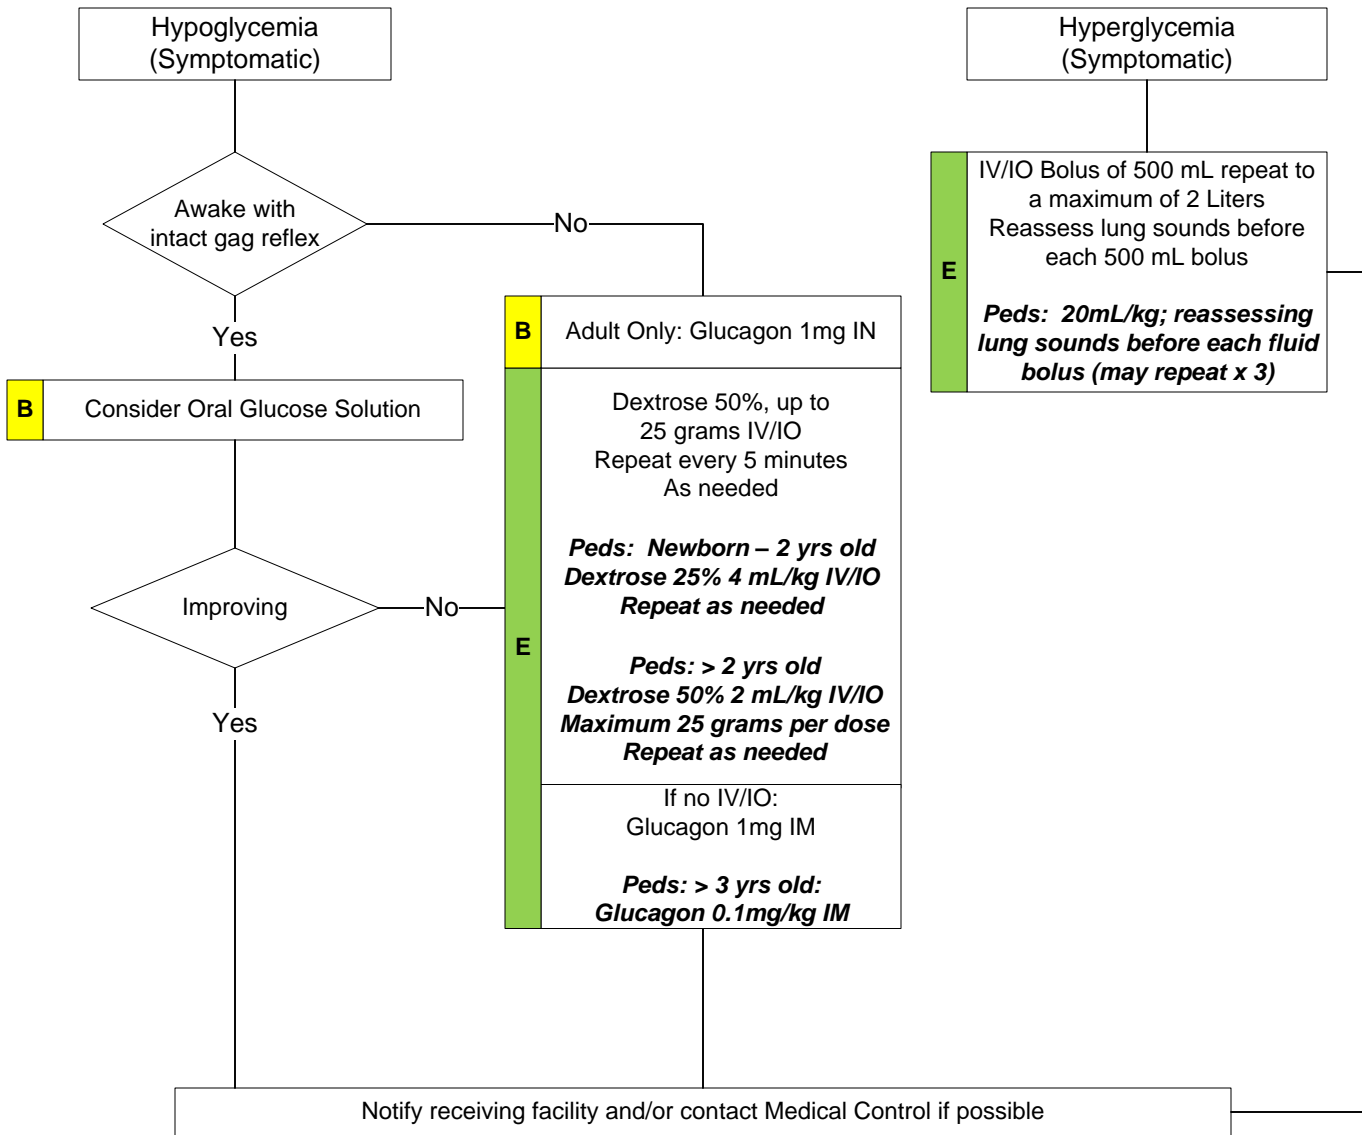 Hypoglycemia
(Symptomatic)
Hyperglycemia
(Symptomatic)
Awake with
intact gag reflex
No
Yes
B
Consider Oral Glucose Solution
Improving
No
Yes
B
Adult Only: Glucagon 1mg IN
E
Dextrose 50%, up to
25 grams IV/IO
Repeat every 5 minutes
As needed
Peds: Newborn – 2 yrs old
Dextrose 25% 4 mL/kg IV/IO
Repeat as needed
Peds: > 2 yrs old
Dextrose 50% 2 mL/kg IV/IO
Maximum 25 grams per dose
Repeat as needed
If no IV/IO:
Glucagon 1mg IM
Peds: > 3 yrs old:
Glucagon 0.1mg/kg IM
E
IV/IO Bolus of 500 mL repeat to
a maximum of 2 Liters
Reassess lung sounds before
each 500 mL bolus
Peds: 20mL/kg; reassessing
lung sounds before each fluid
bolus (may repeat x 3)
Notify receiving facility and/or contact Medical Control if possible